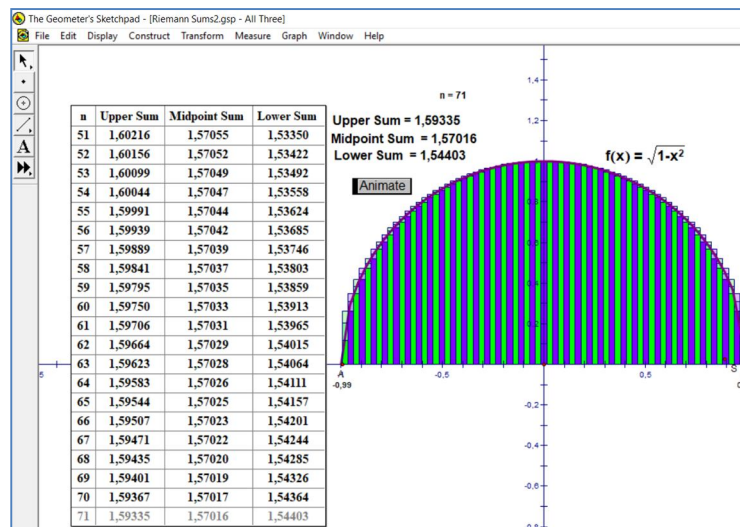 The Geometer's Sketchpad - [Riemann Sums2.gsp - All Three]
File Edit Display Construct Transform Measure Graph Window Help
n = 71
n Upper Sum Midpoint Sum Lower Sum
51 1,60216 1,57055 1,53350
52 1,60156 1,57052 1,53422
53 1,60099 1,57049 1,53492
54 1,60044 1,57047 1,53558
55 1,59991 1,57044 1,53624
56 1,59939 1,57042 1,53685
57 1,59889 1,57039 1,53746
58 1,59841 1,57037 1,53803
59 1,59795 1,57035 1,53859
60 1,59750 1,57033 1,53913
61 1,59706 1,57031 1,53965
62 1,59664 1,57029 1,54015
63 1,59623 1,57028 1,54064
64 1,59583 1,57026 1,54111
65 1,59544 1,57025 1,54157
66 1,59507 1,57023 1,54201
67 1,59471 1,57022 1,54244
68 1,59435 1,57020 1,54285
69 1,59401 1,57019 1,54326
70 1,59367 1,57017 1,54364
71 1,59335 1,57016 1,54403
Upper Sum = 1,59335
Midpoint Sum = 1,57016
Lower Sum = 1,54403
Animate
f(x) = √1-x²
1,4
1,2
0,8
0,6
0,4
0,2
A
-0,99
-0,5
0,5
S
-0,2
-0,4
-0,6
-0,8
A